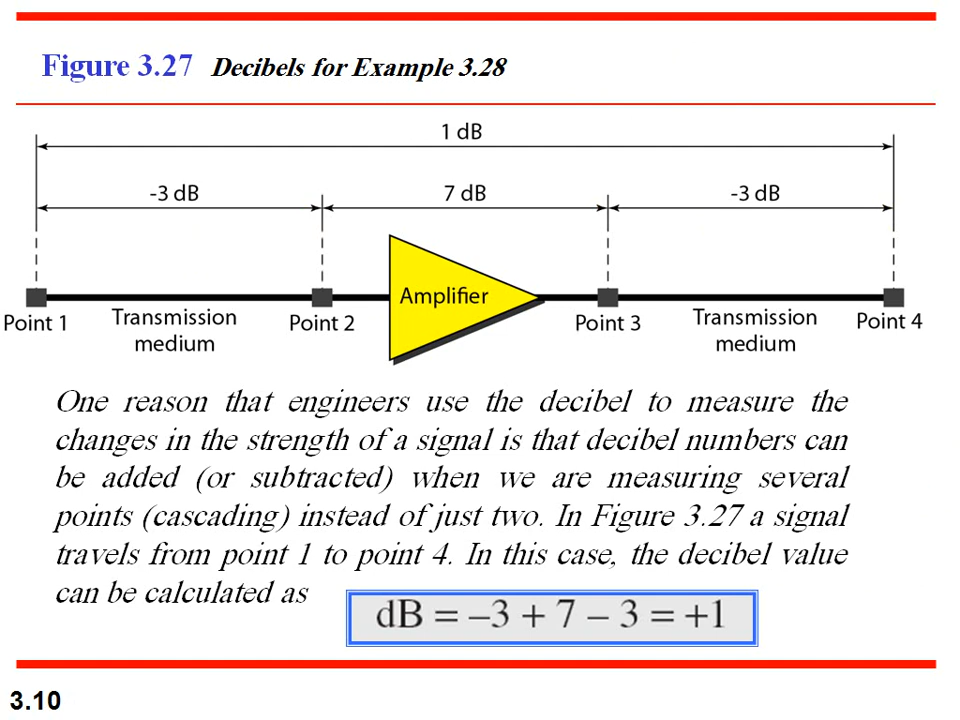 Figure 3.27 Decibels for Example 3.28
1 dB
-3 dB 7 dB -3 dB
Amplifier
Point 1 Transmission medium Point 2 Point 3 Transmission medium Point 4
One reason that engineers use the decibel to measure the
changes in the strength of a signal is that decibel numbers can
be added (or subtracted) when we are measuring several
points (cascading) instead of just two. In Figure 3.27 a signal
travels from point 1 to point 4. In this case, the decibel value
can be calculated as
dB = –3 + 7 – 3 = +1
3.10